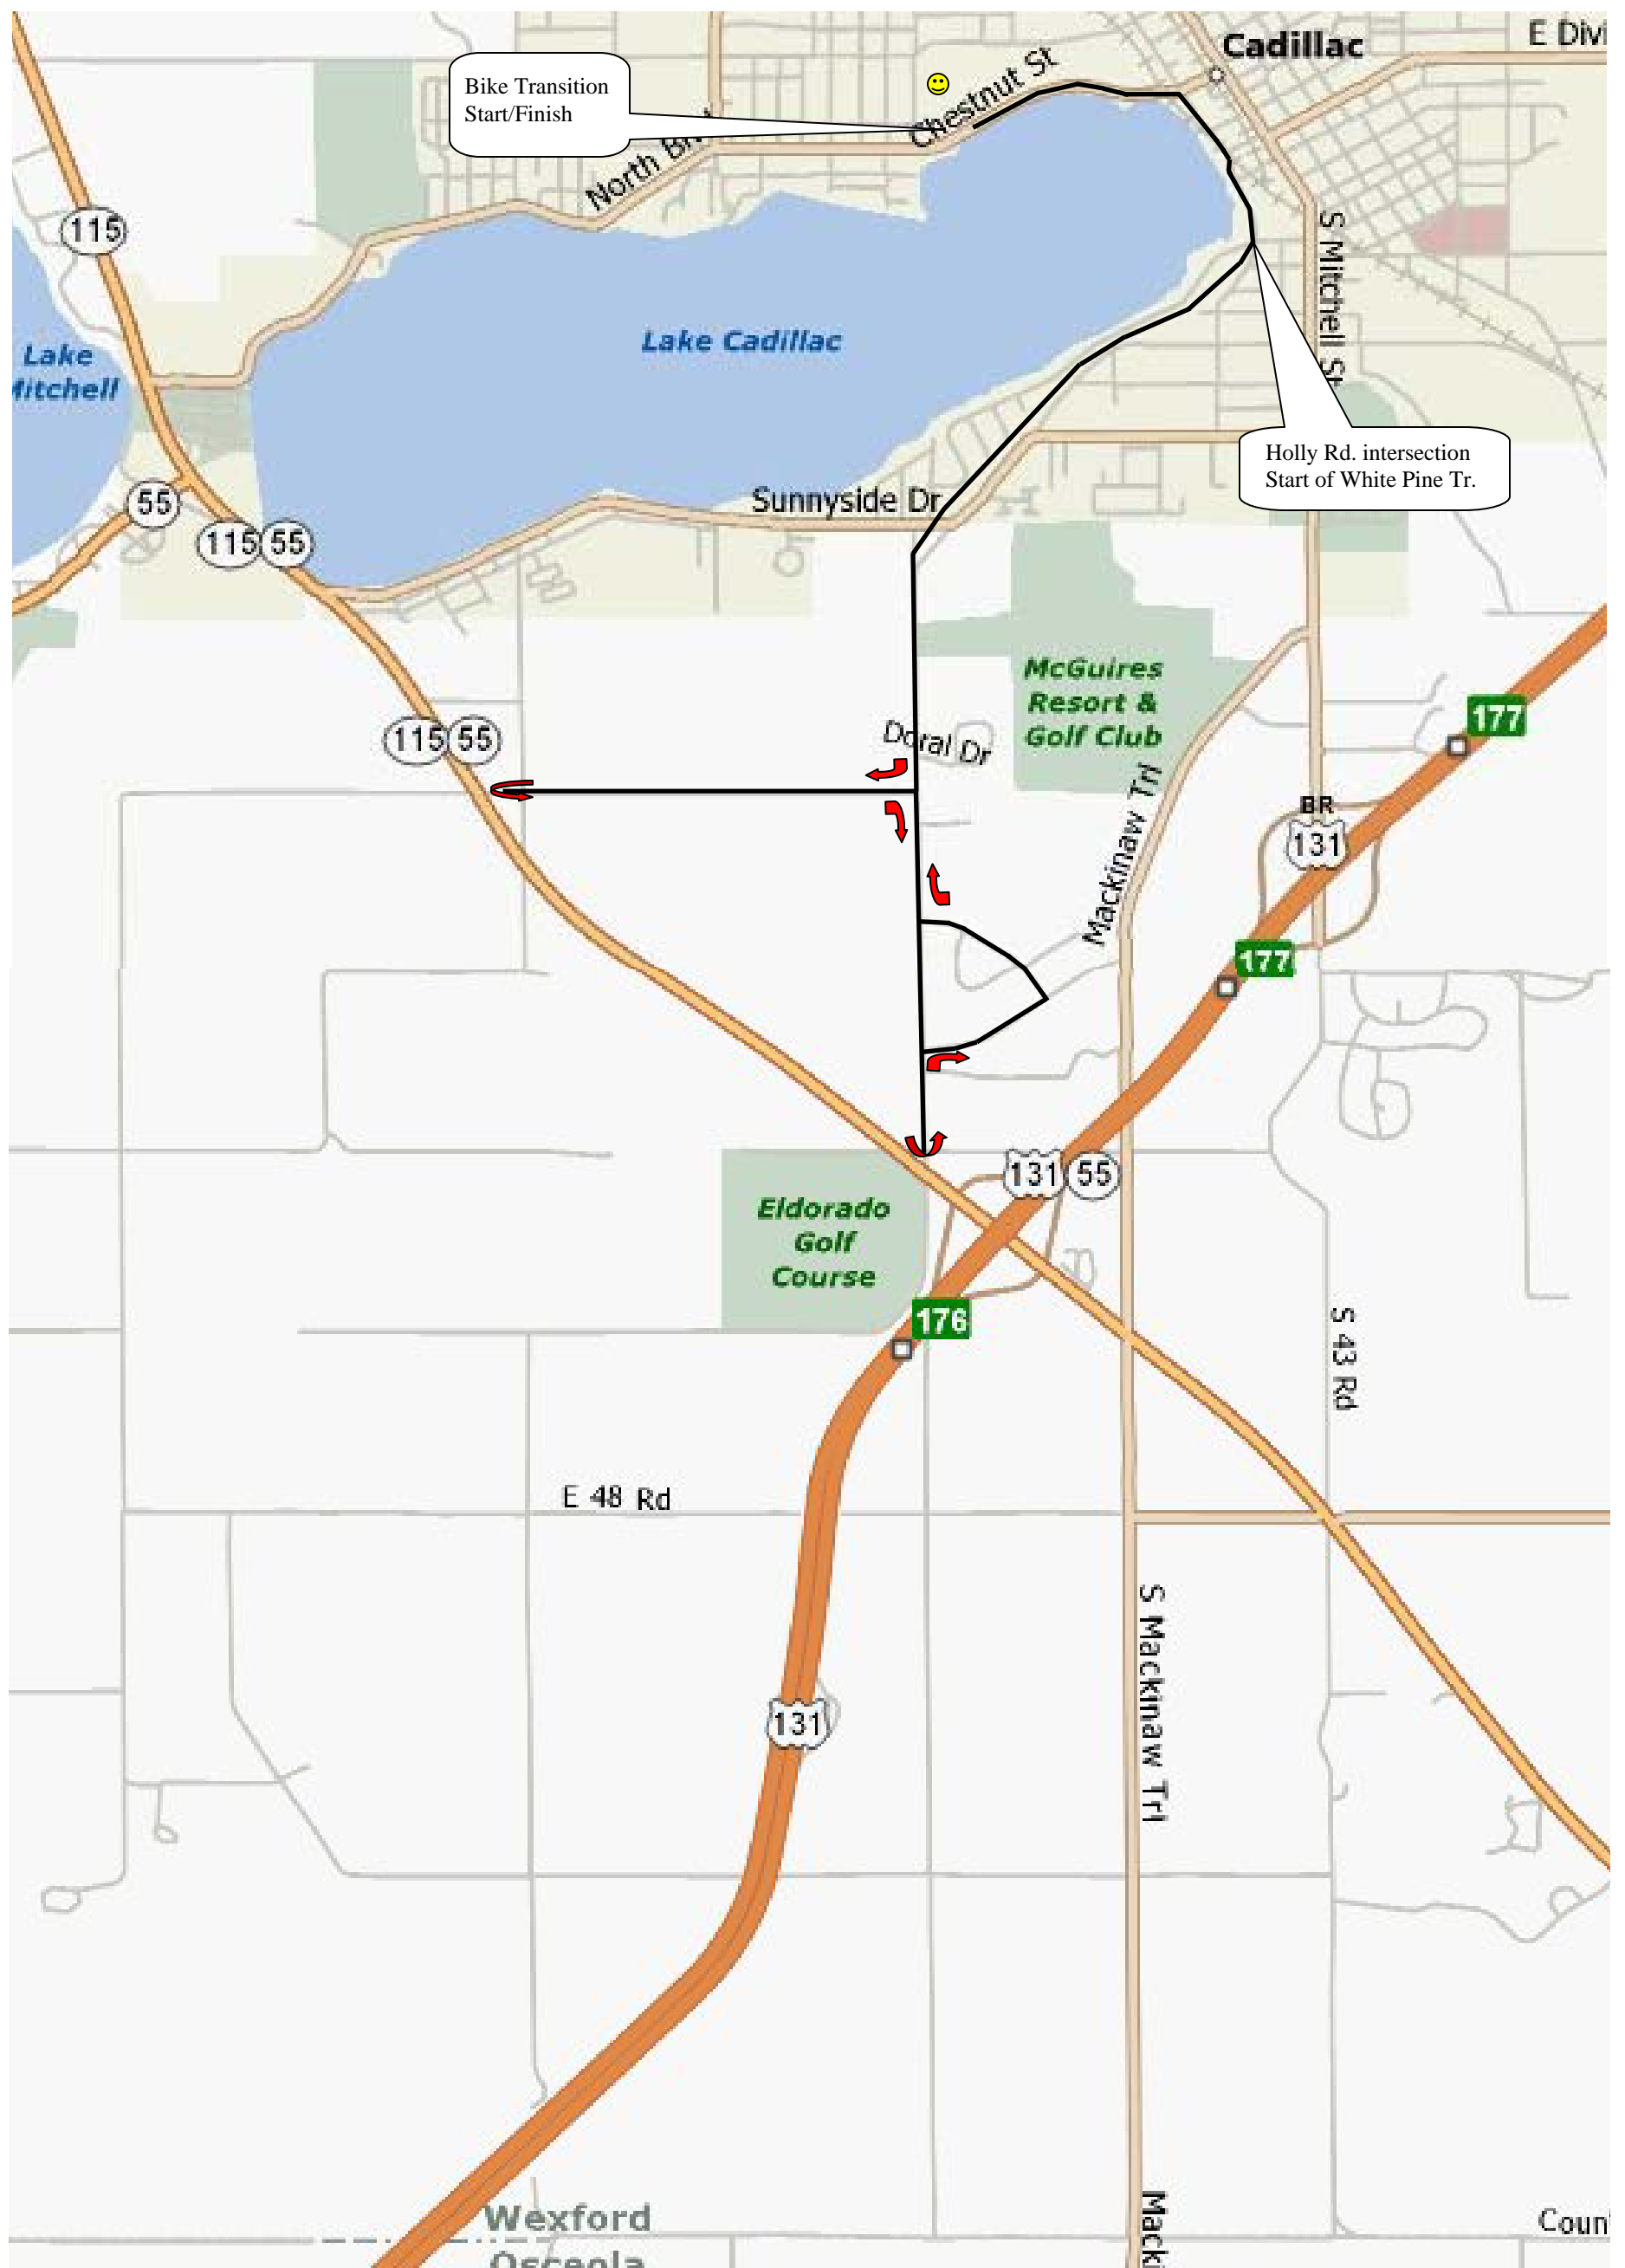 Cadillac
E Divi
Bike Transition
Start/Finish
Chestnut St
North Blvd
115
S Mitchell St
Lake
Mitchell
Lake Cadillac
Holly Rd. intersection
Start of White Pine Tr.
55
Sunnyside Dr
115
55
McGuires
Resort &
Golf Club
177
Doral Dr
115
55
Mackinaw Trl
BR
131
177
131
55
Eldorado
Golf
Course
176
S 43 Rd
E 48 Rd
S Mackinaw Trl
131
Mack
Wexford
Coun
Osceola